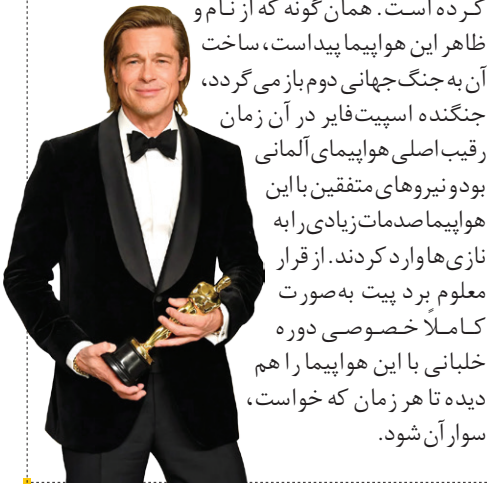 کرده است. همان گونه که از نام و
ظاهر این هواپیما پیداست، ساخت
آن به جنگ جهانی دوم باز می گردد،
جنگنده اسپیت فایر در آن زمان
رقیب اصلی هواپیمای آلمانی
بود و نیروهای متفقین با این
هواپیما صدمات زیادی را به
نازی ها وارد کردند. از قرار
معلوم برد پیت به صورت
کـامـلاً خـصـوصـی دوره
خلبانی با این هواپیما را هم
دیده تا هر زمان که خواست،
سوار آن شود.